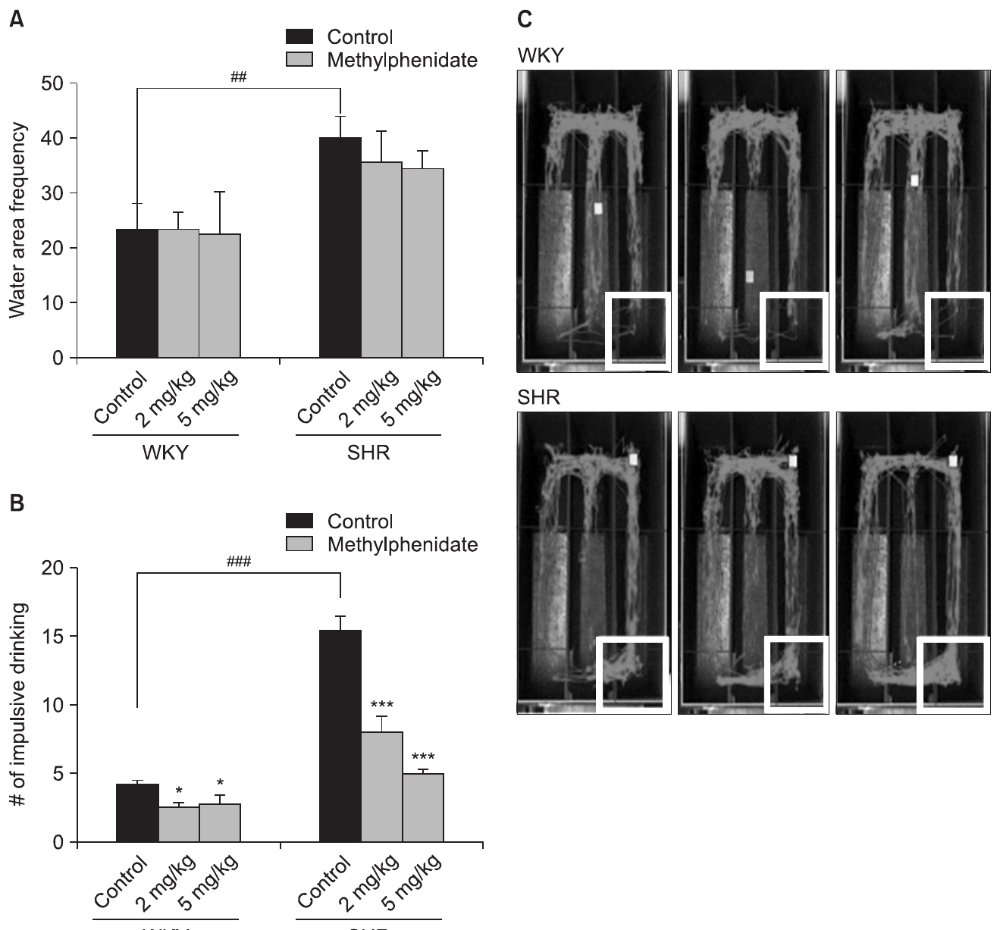 A
Control
Methylphenidate
##
50
40
30
20
10
0
Water area frequency
Control
2 mg/kg
5 mg/kg
Control
2 mg/kg
5 mg/kg
WKY
SHR
B
Control
Methylphenidate
###
20
15
10
5
0
# of impulsive drinking
*
*
***
***
Control
2 mg/kg
5 mg/kg
Control
2 mg/kg
5 mg/kg
C
WKY
SHR